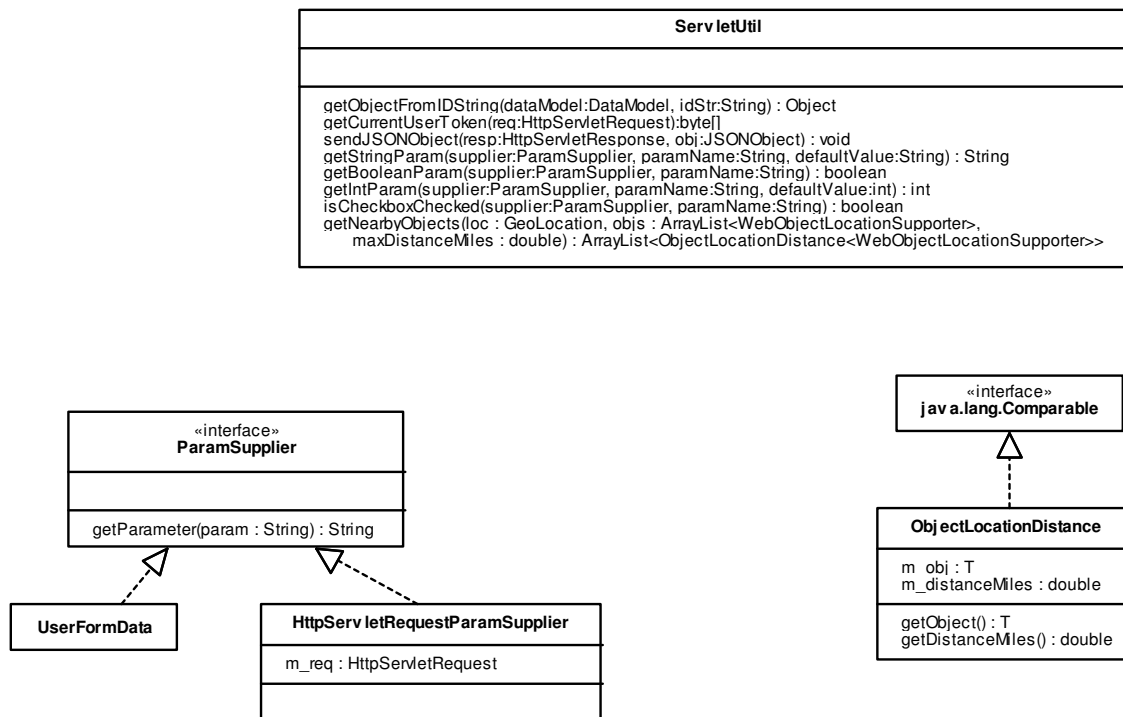 ServletUtil
getObjectFromIDString(dataModel:DataModel, idStr:String) : Object
getCurrentUserToken(req:HttpServletRequest):byte[]
sendJSONObject(resp:HttpServletResponse, obj:JSONObject) : void
getStringParam(supplier:ParamSupplier, paramName:String, defaultValue:String) : String
getBooleanParam(supplier:ParamSupplier, paramName:String) : boolean
getIntParam(supplier:ParamSupplier, paramName:String, defaultValue:int) : int
isCheckboxChecked(supplier:ParamSupplier, paramName:String) : boolean
getNearbyObjects(loc : GeoLocation, objs : ArrayList<WebObjectLocationSupporter>,
maxDistanceMiles : double) : ArrayList<ObjectLocationDistance<WebObjectLocationSupporter>>
«interface»
java.lang.Comparable
«interface»
ParamSupplier
getParameter(param : String) : String
ObjectLocationDistance
m_obj : T
m_distanceMiles : double
getObject() : T
getDistanceMiles() : double
UserFormData
HttpServletRequestParamSupplier
m_req : HttpServletRequest